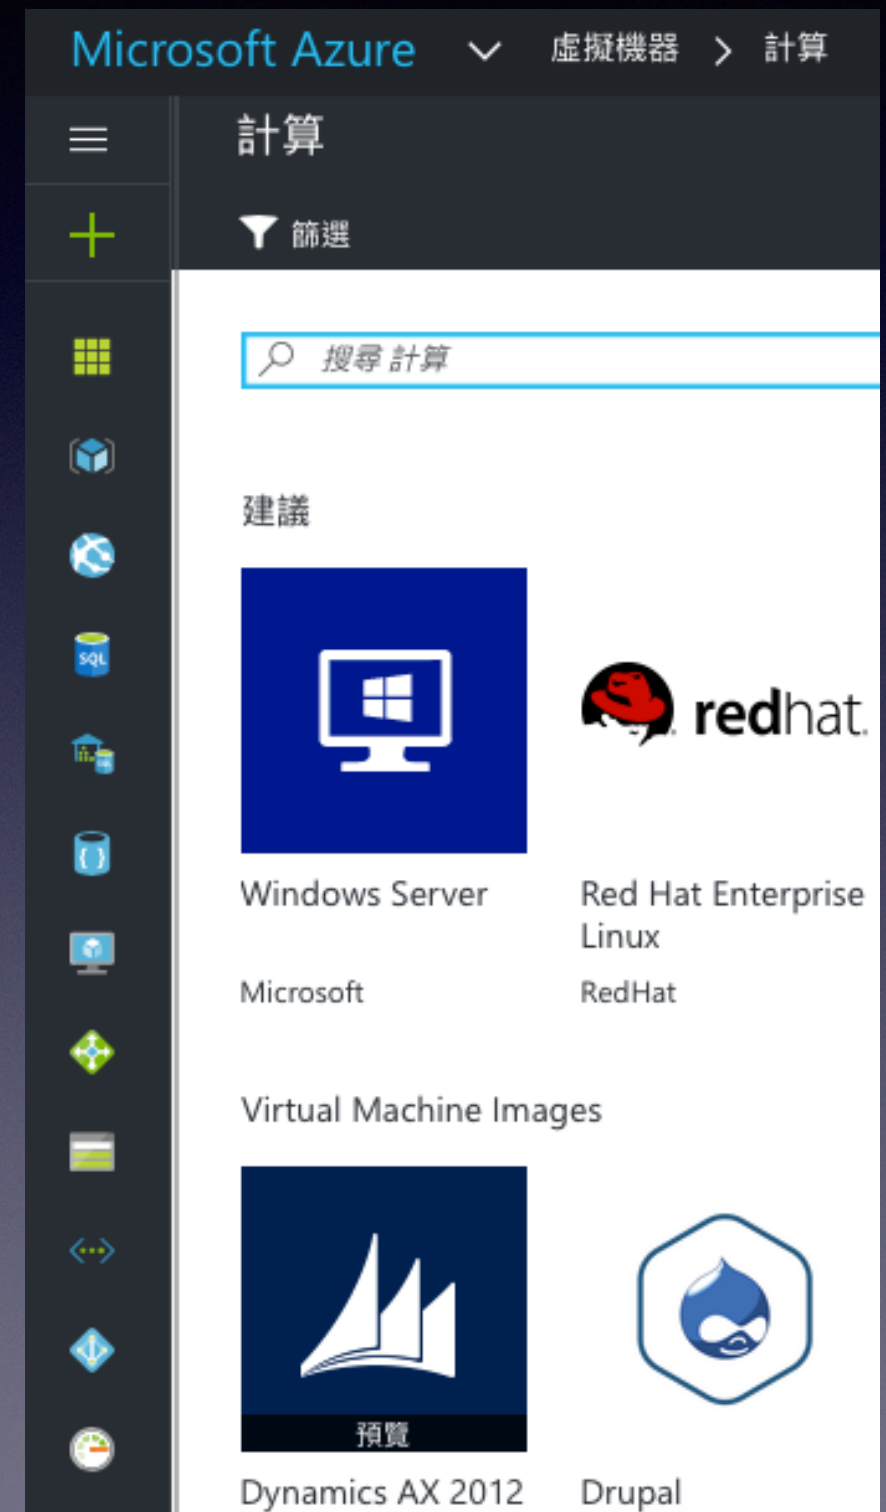 Microsoft Azure 虛擬機器 計算
計算
篩選
搜尋 計算
建議
SQL
redhat.
Windows Server
Red Hat Enterprise
Linux
Microsoft
RedHat
Virtual Machine Images
預覽
Dynamics AX 2012
Drupal